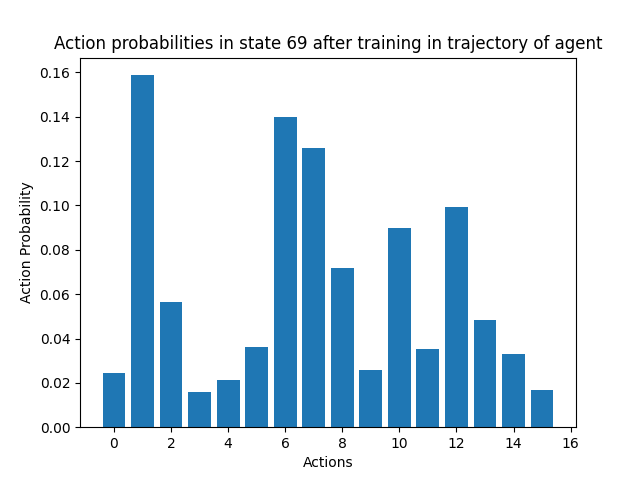 Action probabilities in state 69 after training in trajectory of agent
0.16
0.14
0.12
0.10
0.08
0.06
0.04
0.02
0.00
Action Probability
0 2 4 6 8 10 12 14 16
Actions